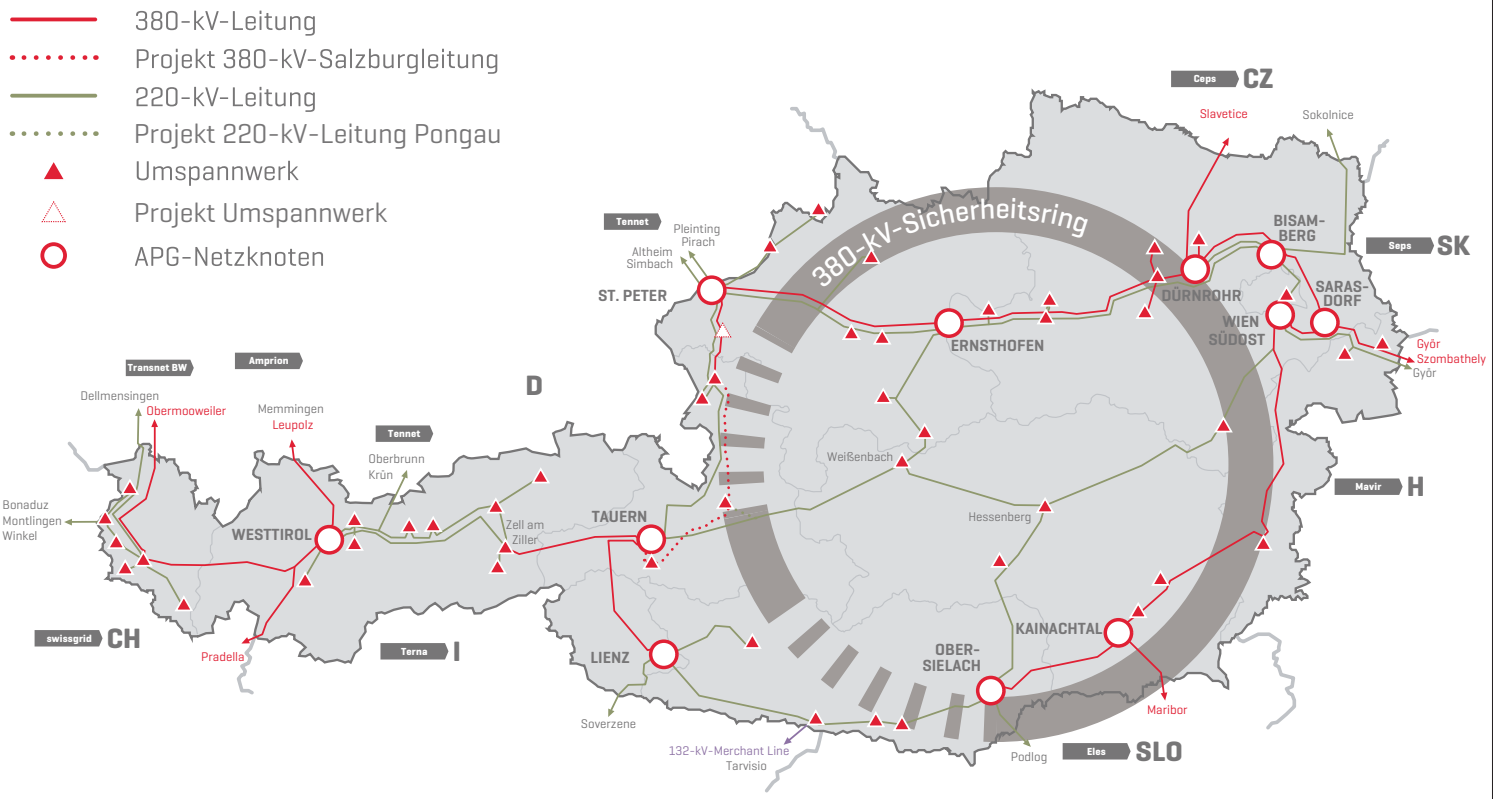 380-kV-Leitung
Projekt 380-kV-Salzburgleitung
220-kV-Leitung
Projekt 220-kV-Leitung Pongau
Umspannwerk
Projekt Umspannwerk
APG-Netzknoten
Ceps CZ
Slavetice
Sokolnice
Tennet
Pleinting
Pirach
Altheim
Simbach
ST. PETER
380-kV-Sicherheitsring
BISAM-
BERG
Seps SK
DÜRNROHR
SARAS-
DORF
WIEN
SÜDOST
ERNSTHOFEN
Györ
Szombathely
Györ
Transnet BW
Amprion
D
Dellmensingen
Obermooweiler
Memmingen
Leupolz
Tennet
Oberbrunn
Krün
Weißenbach
Mavir H
Bonaduz
Montlingen
Winkel
WESTTIROL
Zell am
Ziller
TAUERN
Hessenberg
swissgrid CH
Pradella
Terna I
LIENZ
Soverzene
KAINACHTAL
OBER-
SIELACH
Maribor
132-kV-Merchant Line
Tarvisio
Podlog
Eles SLO